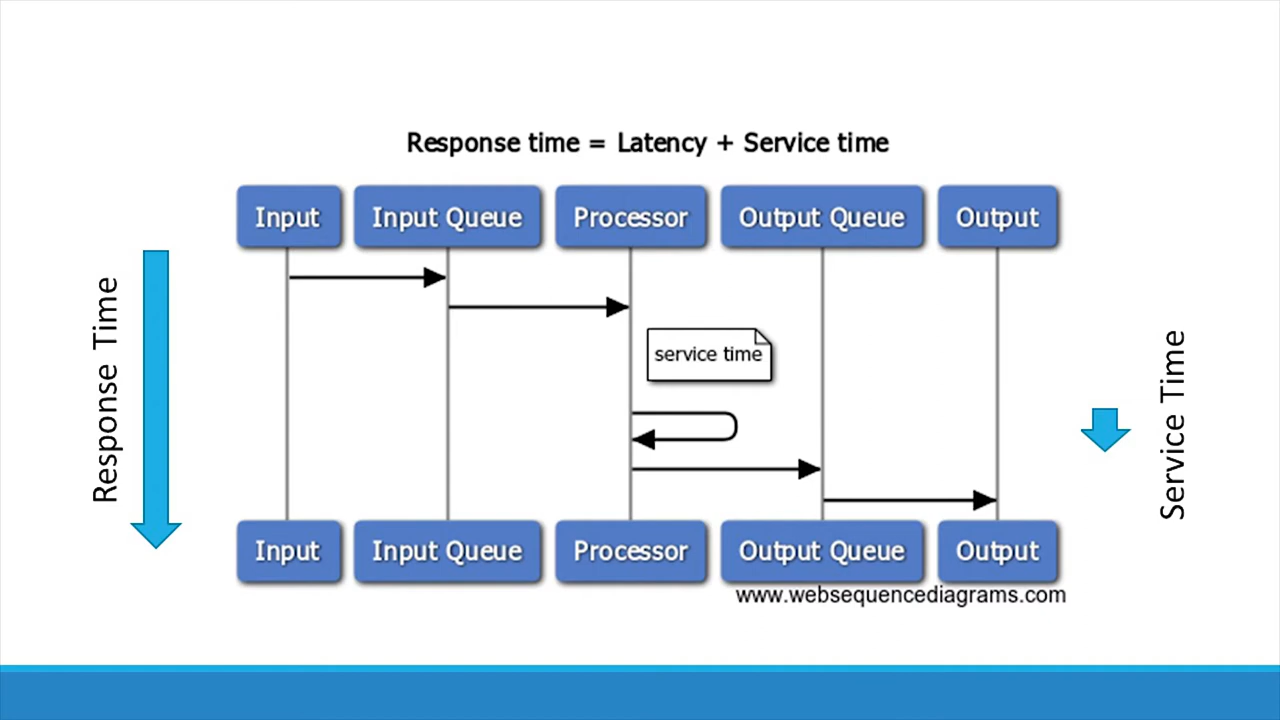 Response time = Latency + Service time
Input
Input Queue
Processor
Output Queue
Output
Response Time
service time
Service Time
Input
Input Queue
Processor
Output Queue
Output
www.websequencediagrams.com